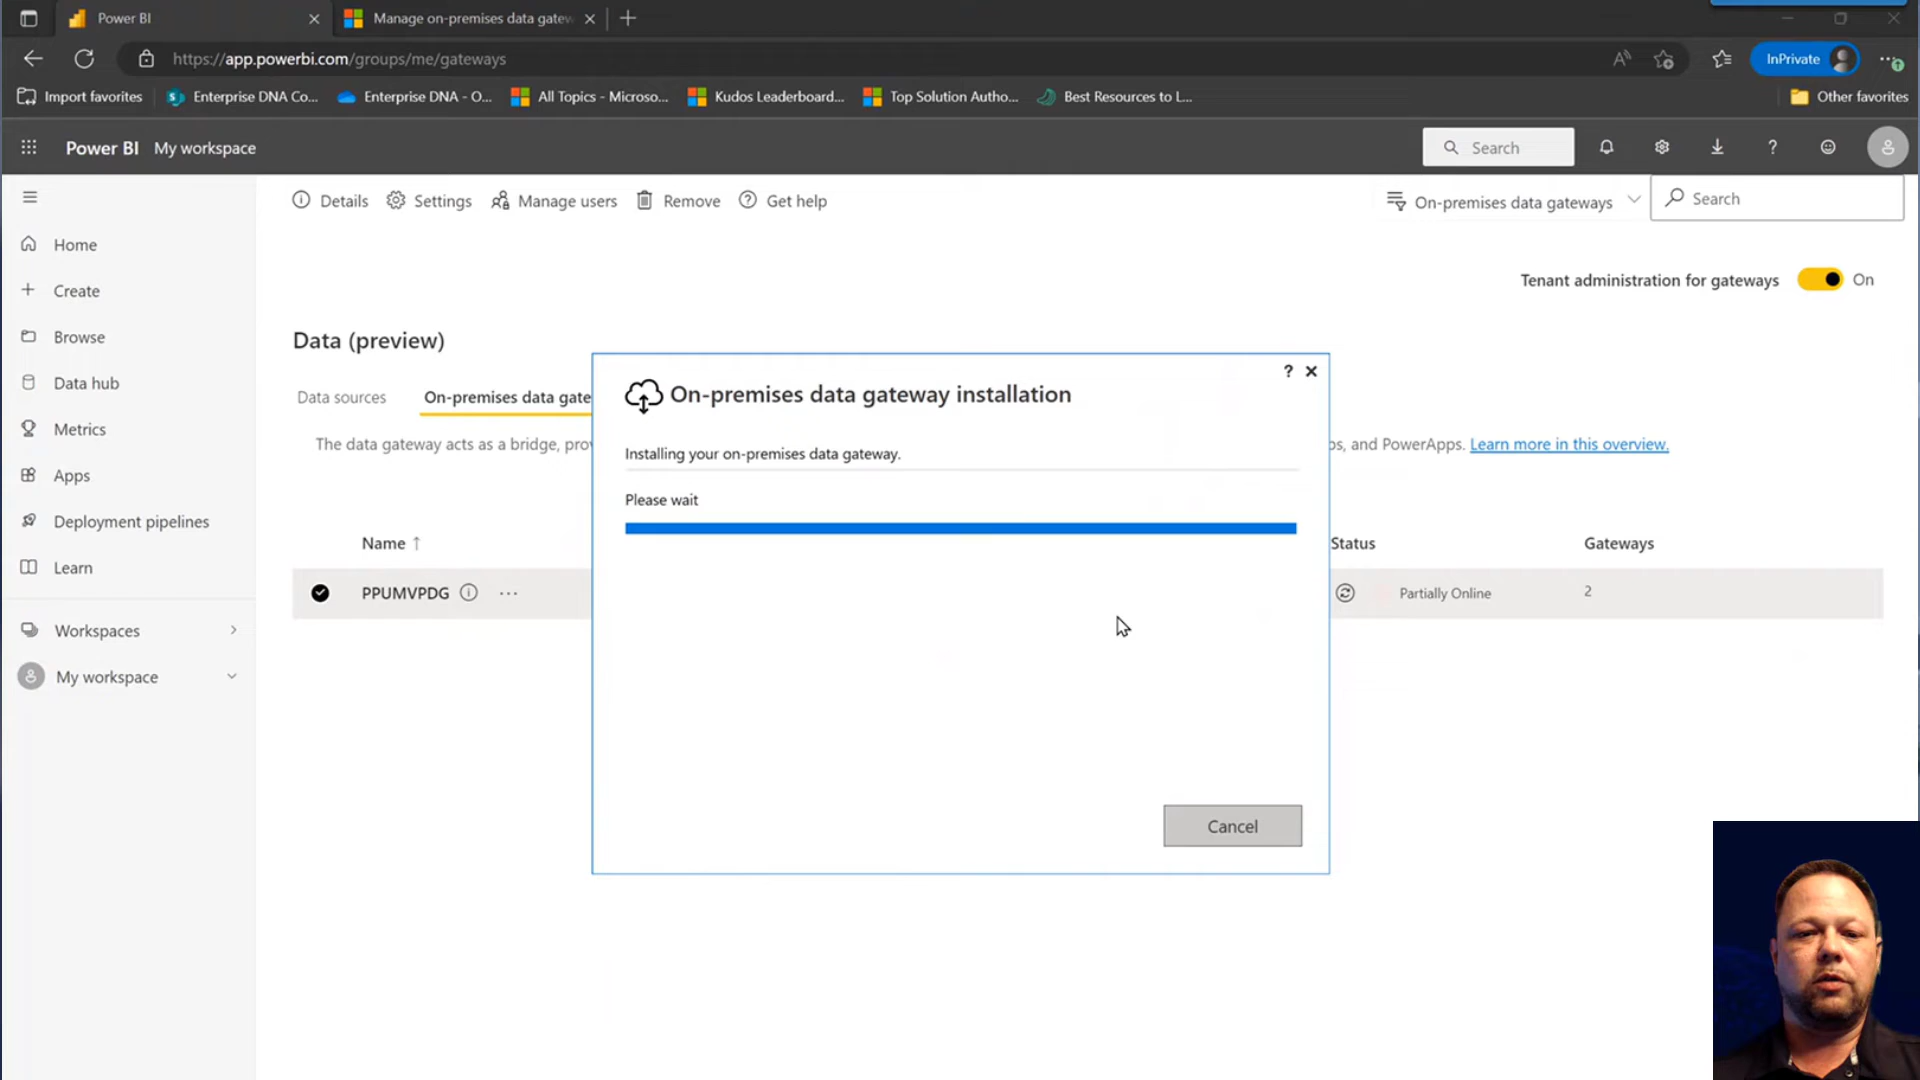 Power BI
Manage on-premises data gatew
https://app.powerbi.com/groups/me/gateways
InPrivate
Import favorites
Enterprise DNA Co...
Enterprise DNA - O...
All Topics - Microso...
Kudos Leaderboard...
Top Solution Autho...
Best Resources to L...
Other favorites
Power BI My workspace
Search
Details
Settings
Manage users
Remove
Get help
On-premises data gateways
Search
Home
Create
Browse
Data hub
Metrics
Apps
Deployment pipelines
Learn
Workspaces
My workspace
Tenant administration for gateways
On
Data (preview)
Data sources
On-premises data gate
The data gateway acts as a bridge, pro
os, and PowerApps. Learn more in this overview.
Name ↑
Status
Gateways
PPUMVPDG
Partially Online
2
On-premises data gateway installation
Installing your on-premises data gateway.
Please wait
Cancel